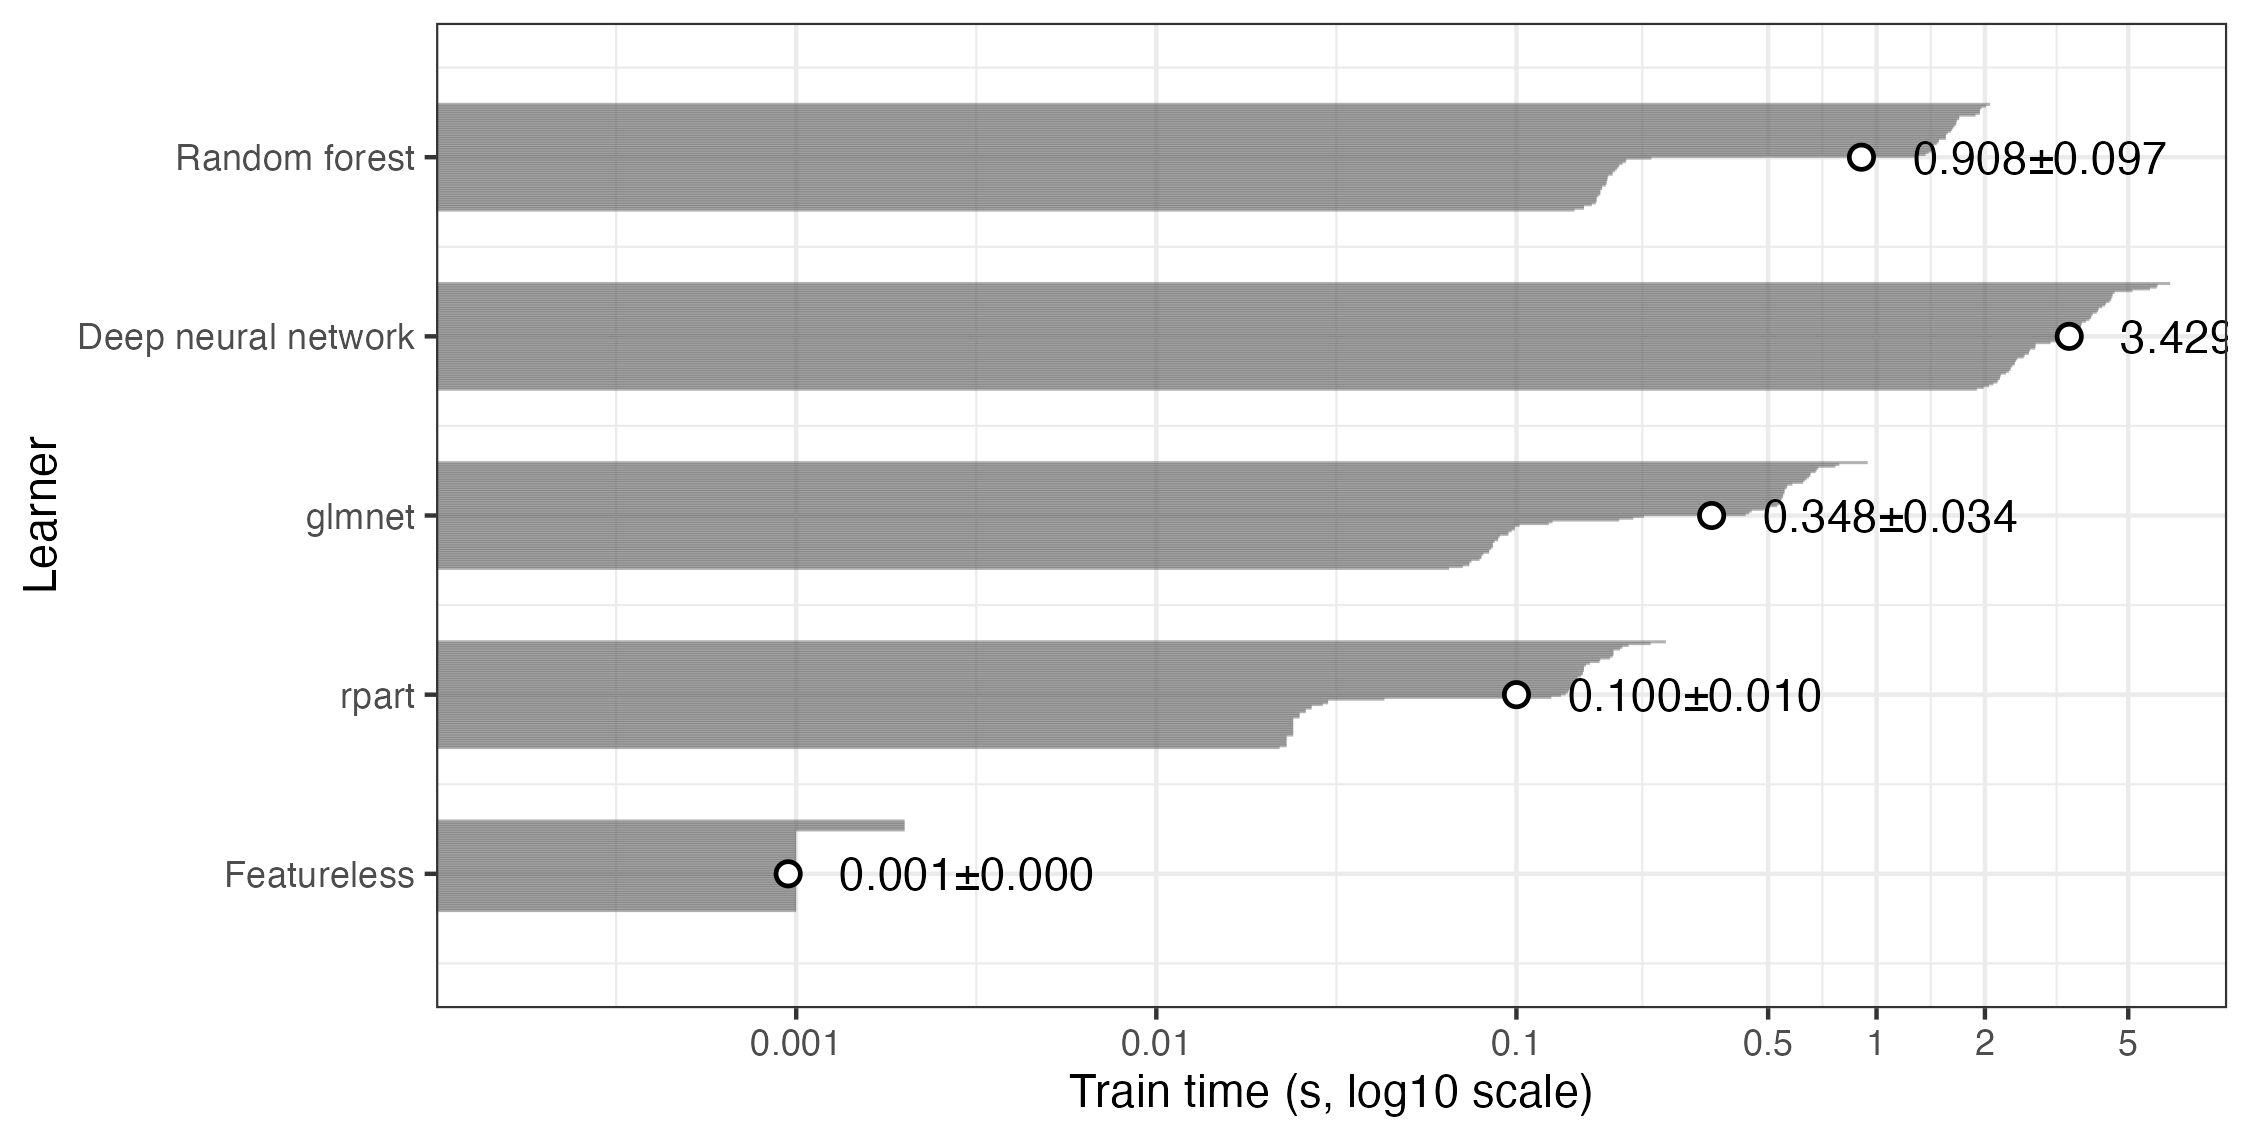 Random forest
0.908±0.097
Deep neural network
3.429
glmnet
0.348±0.034
rpart
0.100±0.010
Featureless
0.001±0.000
Learner
0.001 0.01 0.1 0.5 1 2 5
Train time (s, log10 scale)